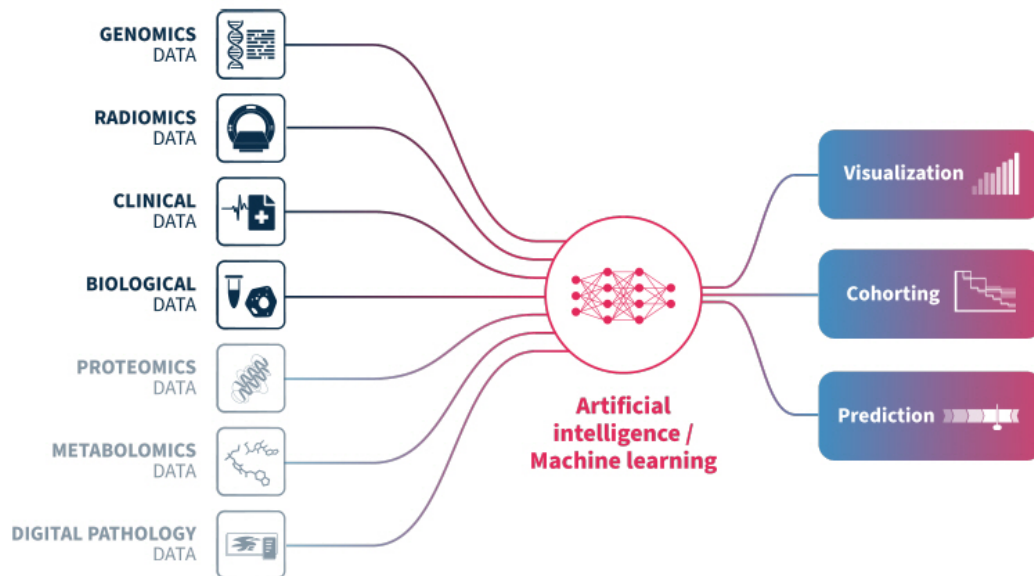 GENOMICS
DATA
RADIOMICS
DATA
CLINICAL
DATA
BIOLOGICAL
DATA
PROTEOMICS
DATA
METABOLOMICS
DATA
DIGITAL PATHOLOGY
DATA
Artificial
intelligence /
Machine learning
Visualization
Cohorting
Prediction